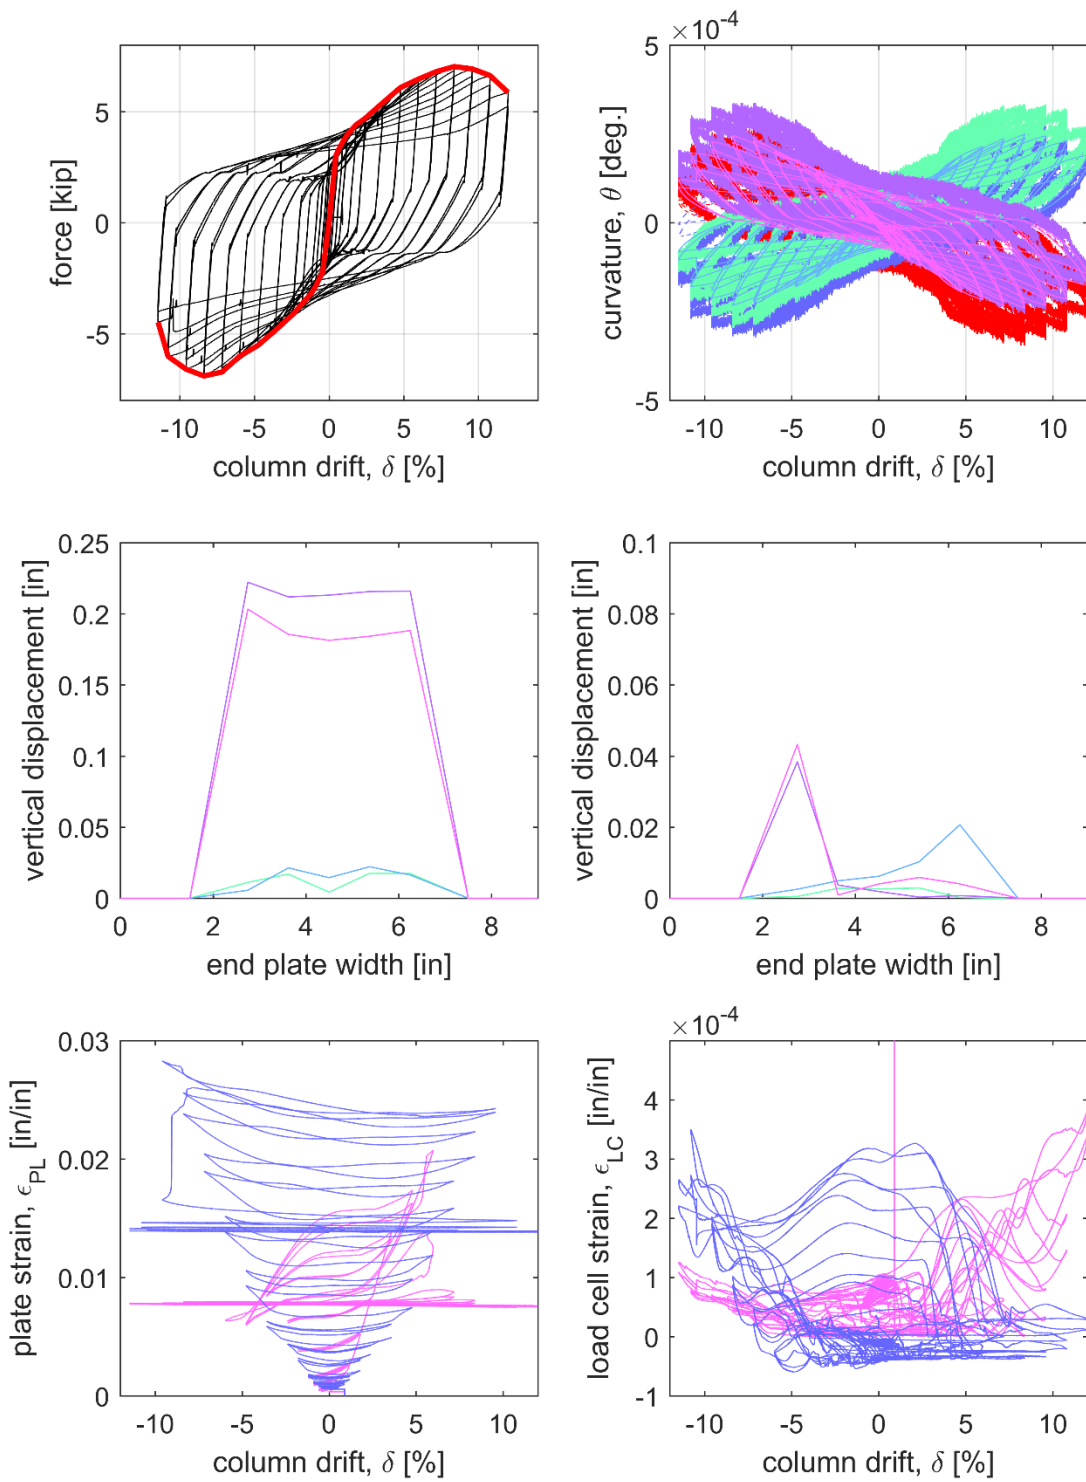 5
0
-5
force [kip]
-10 -5 0 5 10
column drift, δ [%]
×10⁻⁴
5
0
-5
curvature, θ [deg.]
-10 -5 0 5 10
column drift, δ [%]
0.25
0.2
0.15
0.1
0.05
0
vertical displacement [in]
0 2 4 6 8
end plate width [in]
0.1
0.08
0.06
0.04
0.02
0
vertical displacement [in]
0 2 4 6 8
end plate width [in]
0.03
0.02
0.01
0
plate strain, ϵ_PL [in/in]
-10 -5 0 5 10
column drift, δ [%]
×10⁻⁴
4
3
2
1
0
-1
load cell strain, ϵ_LC [in/in]
-10 -5 0 5 10
column drift, δ [%]